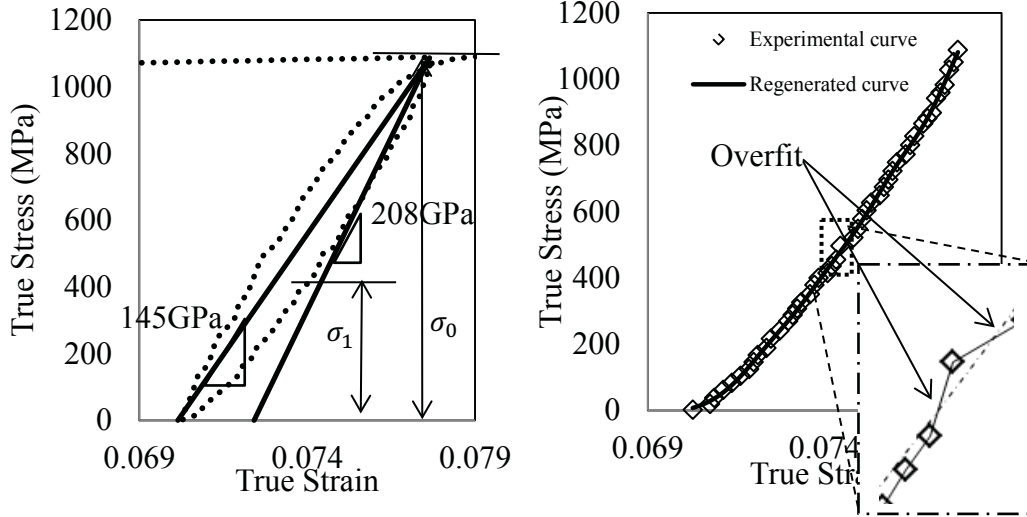 1200
1000
800
600
400
200
0
True Stress (MPa)
208GPa
145GPa
σ1
σ0
0.069
0.074
0.079
True Strain
1200
1000
800
600
400
200
0
True Stress (MPa)
Experimental curve
Regenerated curve
Overfit
0.069
0.074
True Str